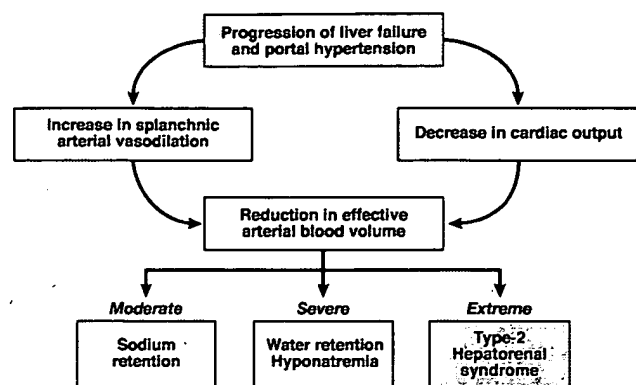 Progression of liver failure
and portal hypertension
Increase in splanchnic
arterial vasodilation
Decrease in cardiac output
Reduction in effective
arterial blood volume
Moderate
Severe
Extreme
Sodium
retention
Water retention
Hyponatremia
Type-2
Hepatorenal
syndrome